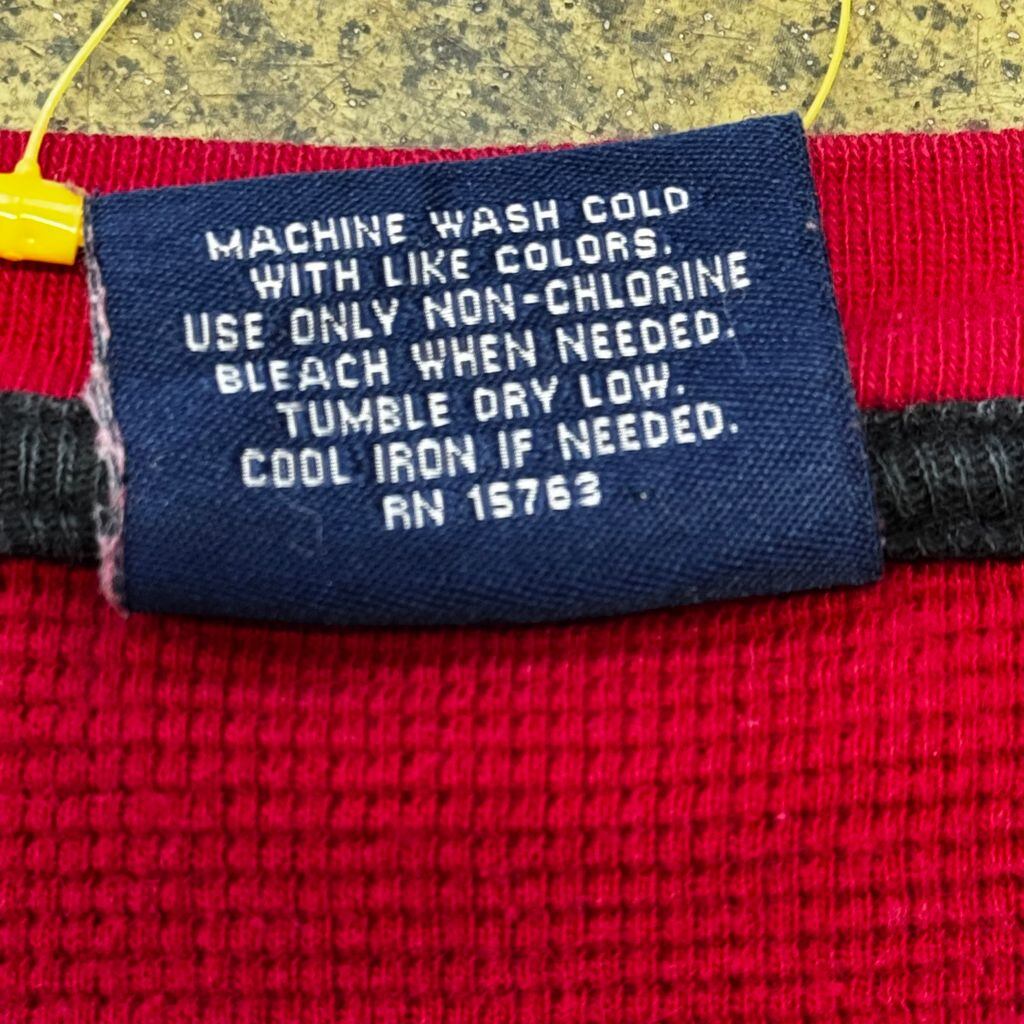 MACHINE WASH COLD
WITH LIKE COLORS.
USE ONLY NON-CHLORINE
BLEACH WHEN NEEDED.
TUMBLE DRY LOW.
COOL IRON IF NEEDED.
RN 15763